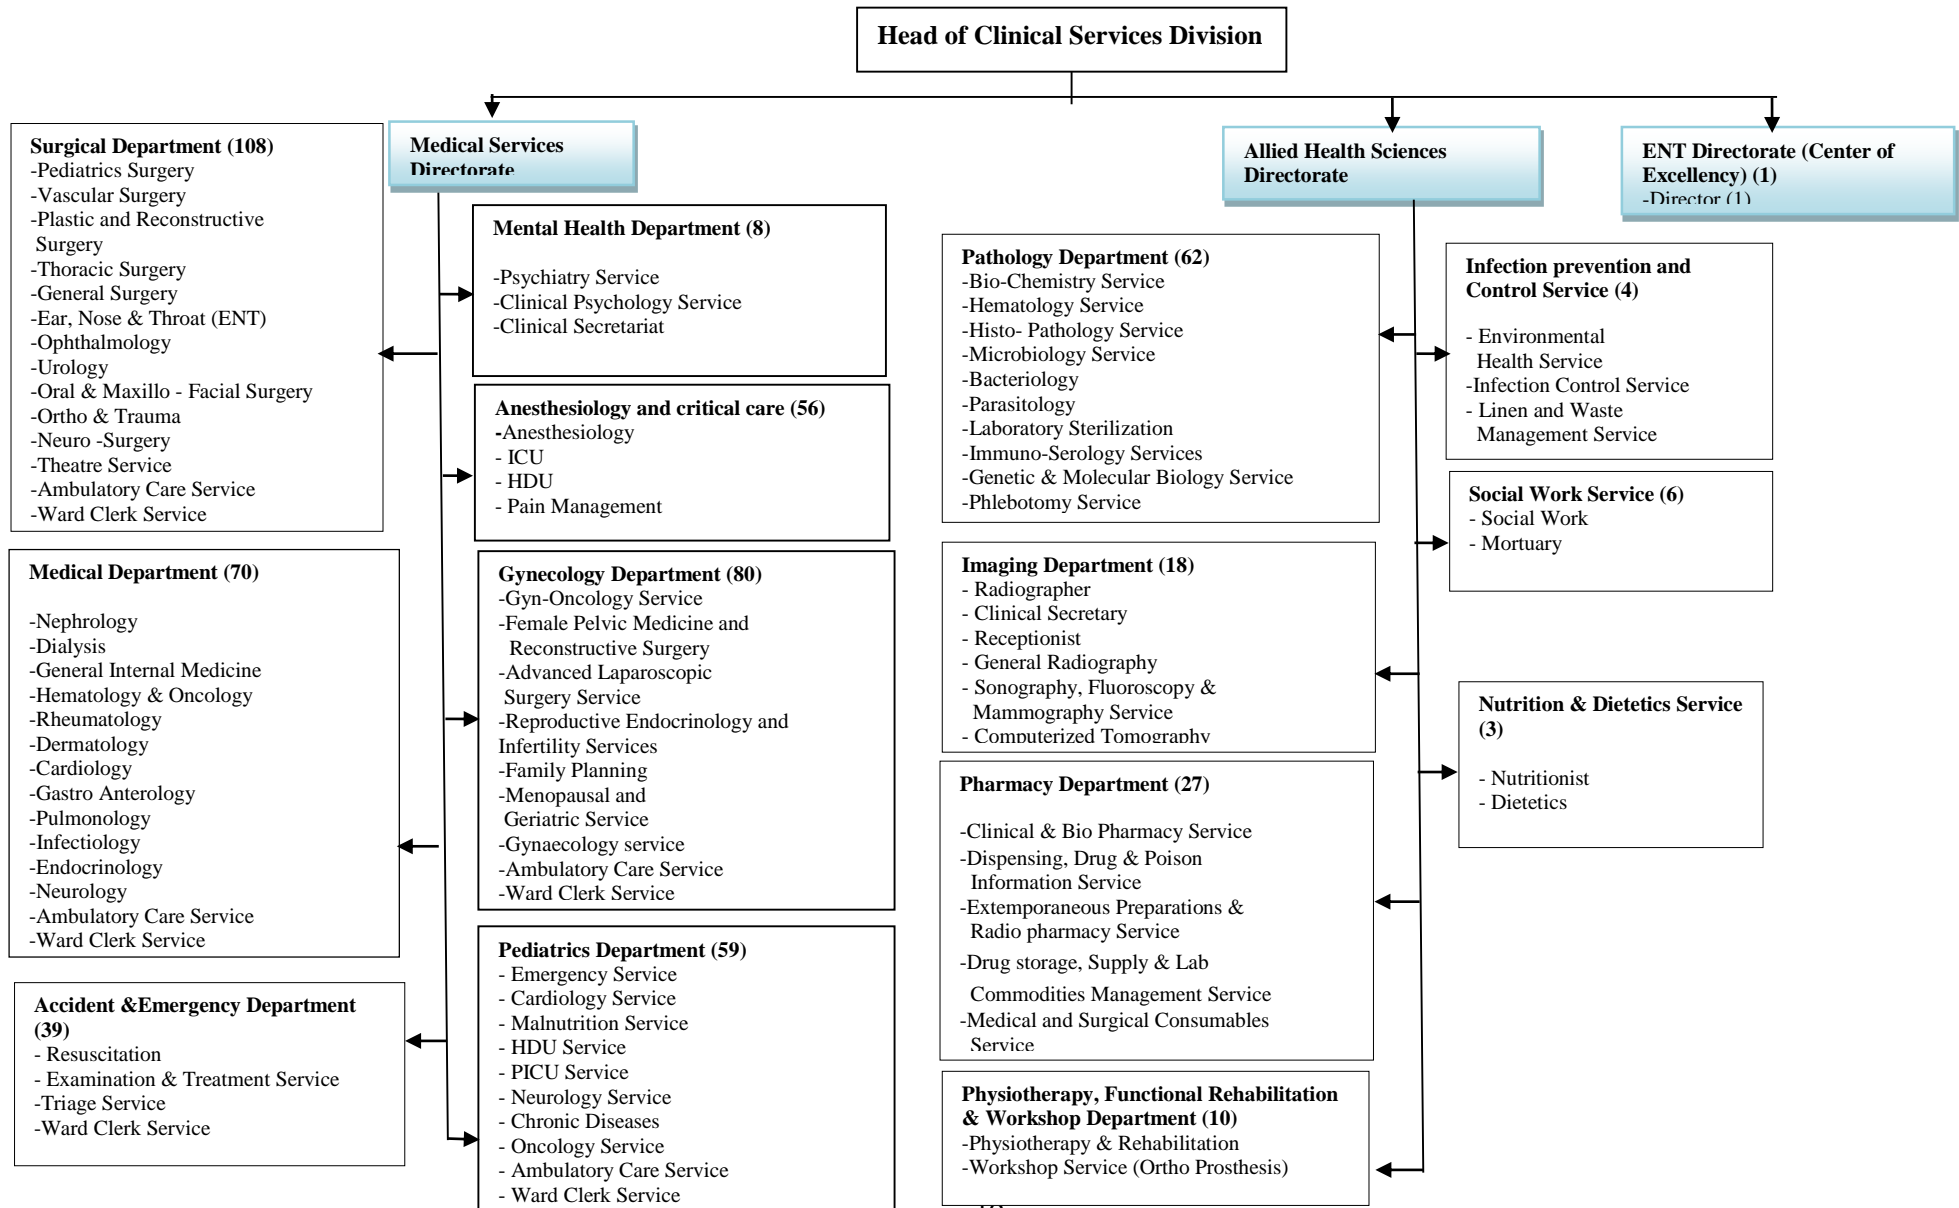 Head of Clinical Services Division
Surgical Department (108)
-Pediatrics Surgery
-Vascular Surgery
-Plastic and Reconstructive
Surgery
-Thoracic Surgery
-General Surgery
-Ear, Nose & Throat (ENT)
-Ophthalmology
-Urology
-Oral & Maxillo - Facial Surgery
-Ortho & Trauma
-Neuro -Surgery
-Theatre Service
-Ambulatory Care Service
-Ward Clerk Service
Medical Department (70)
-Nephrology
-Dialysis
-General Internal Medicine
-Hematology & Oncology
-Rheumatology
-Dermatology
-Cardiology
-Gastro Anterology
-Pulmonology
-Infectiology
-Endocrinology
-Neurology
-Ambulatory Care Service
-Ward Clerk Service
Accident &Emergency Department
(39)
- Resuscitation
- Examination & Treatment Service
-Triage Service
-Ward Clerk Service
Medical Services
Directorate
Mental Health Department (8)
-Psychiatry Service
-Clinical Psychology Service
-Clinical Secretariat
Anesthesiology and critical care (56)
-Anesthesiology
- ICU
- HDU
- Pain Management
Gynecology Department (80)
-Gyn-Oncology Service
-Female Pelvic Medicine and
Reconstructive Surgery
-Advanced Laparoscopic
Surgery Service
-Reproductive Endocrinology and
Infertility Services
-Family Planning
-Menopausal and
Geriatric Service
-Gynaecology service
-Ambulatory Care Service
-Ward Clerk Service
Pediatrics Department (59)
- Emergency Service
- Cardiology Service
- Malnutrition Service
- HDU Service
- PICU Service
- Neurology Service
- Chronic Diseases
- Oncology Service
- Ambulatory Care Service
- Ward Clerk Service
Allied Health Sciences
Directorate
Pathology Department (62)
-Bio-Chemistry Service
-Hematology Service
-Histo- Pathology Service
-Microbiology Service
-Bacteriology
-Parasitology
-Laboratory Sterilization
-Immuno-Serology Services
-Genetic & Molecular Biology Service
-Phlebotomy Service
Imaging Department (18)
- Radiographer
- Clinical Secretary
- Receptionist
- General Radiography
- Sonography, Fluoroscopy &
Mammography Service
- Computerized Tomography
Pharmacy Department (27)
-Clinical & Bio Pharmacy Service
-Dispensing, Drug & Poison
Information Service
-Extemporaneous Preparations &
Radio pharmacy Service
-Drug storage, Supply & Lab
Commodities Management Service
-Medical and Surgical Consumables
Service
Physiotherapy, Functional Rehabilitation
& Workshop Department (10)
-Physiotherapy & Rehabilitation
-Workshop Service (Ortho Prosthesis)
ENT Directorate (Center of
Excellency) (1)
-Director (1)
Infection prevention and
Control Service (4)
- Environmental
Health Service
-Infection Control Service
- Linen and Waste
Management Service
Social Work Service (6)
- Social Work
- Mortuary
Nutrition & Dietetics Service
(3)
- Nutritionist
- Dietetics